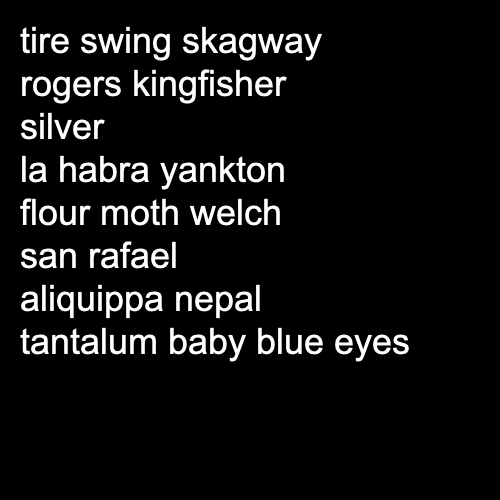 tire swing skagway
rogers kingfisher
silver
la habra yankton
flour moth welch
san rafael
aliquippa nepal
tantalum baby blue eyes